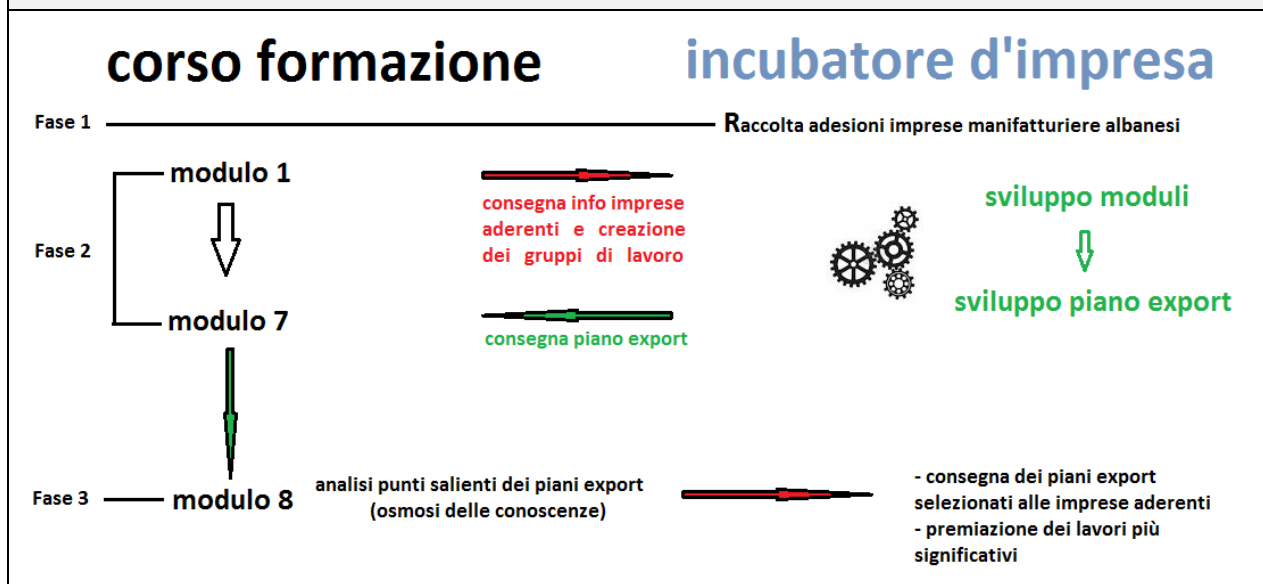 corso formazione
incubatore d'impresa
Fase 1
Raccolta adesioni imprese manifatturiere albanesi
modulo 1
consegna info imprese
aderenti e creazione
dei gruppi di lavoro
sviluppo moduli
Fase 2
sviluppo piano export
modulo 7
consegna piano export
Fase 3
modulo 8
analisi punti salienti dei piani export
(osmosi delle conoscenze)
- consegna dei piani export
selezionati alle imprese aderenti
- premiazione dei lavori più
significativi